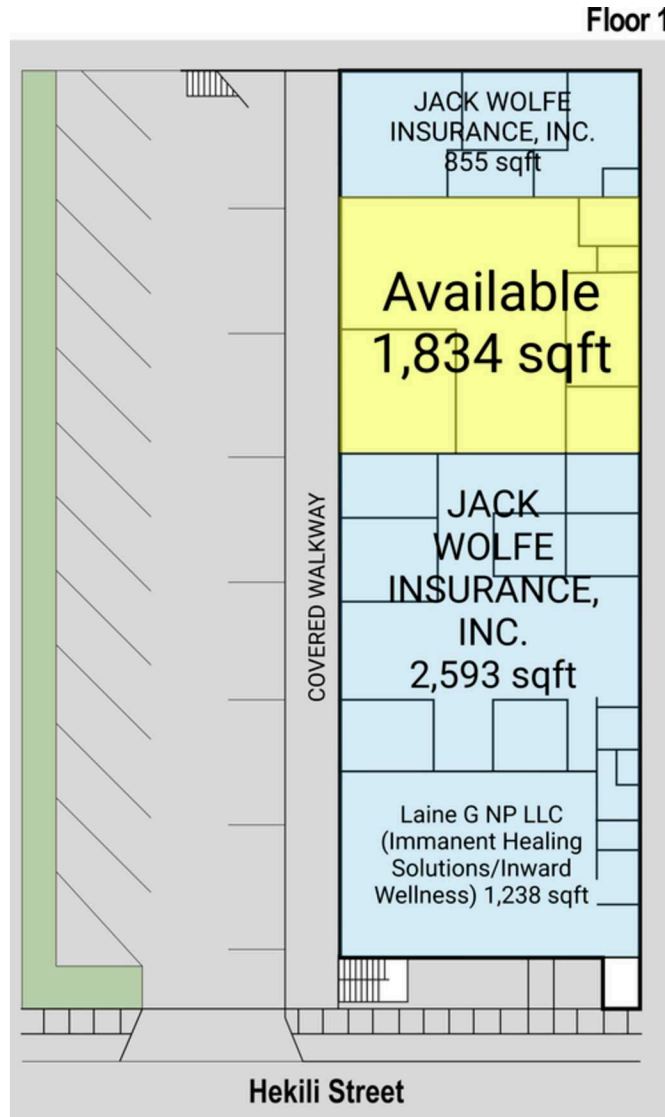 Floor 1
JACK WOLFE
INSURANCE, INC.
855 sqft
Available
1,834 sqft
COVERED WALKWAY
JACK
WOLFE
INSURANCE,
INC.
2,593 sqft
Laine G NP LLC
(Immanent Healing
Solutions/Inward
Wellness) 1,238 sqft
Hekili Street